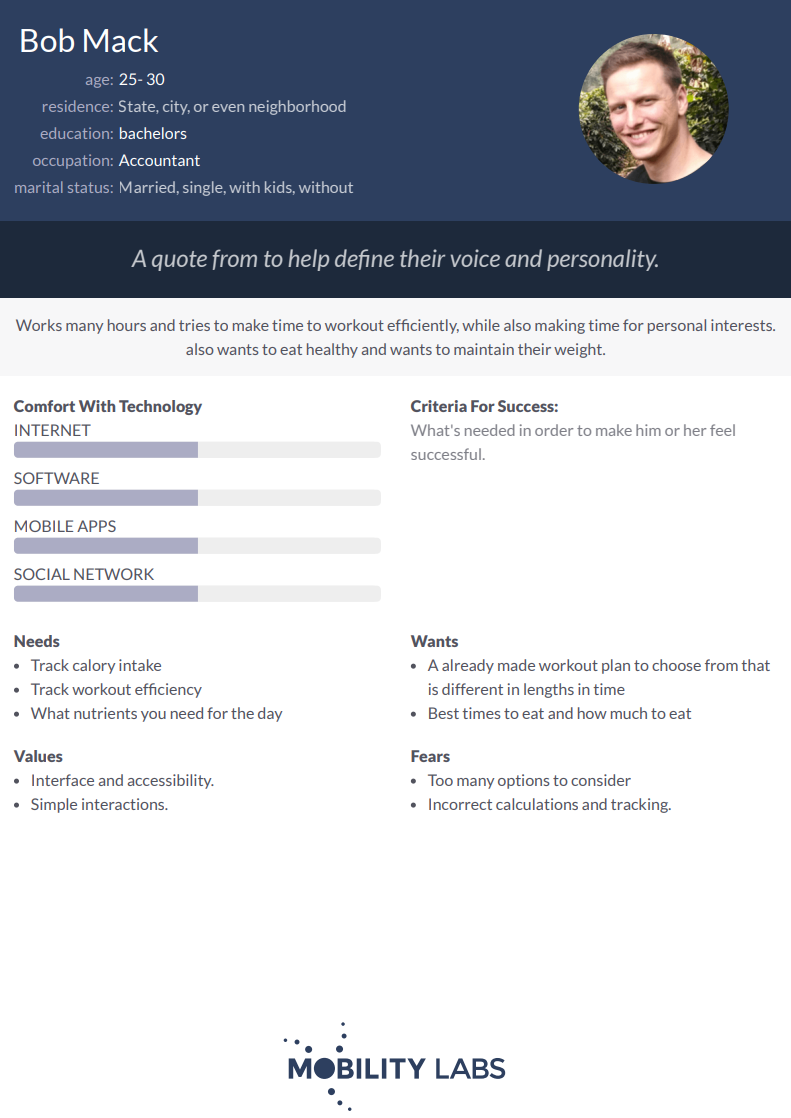 Bob Mack
age: 25- 30
residence: State, city, or even neighborhood
education: bachelors
occupation: Accountant
marital status: Married, single, with kids, without
A quote from to help define their voice and personality.
Works many hours and tries to make time to workout efficiently, while also making time for personal interests.
also wants to eat healthy and wants to maintain their weight.
Comfort With Technology
INTERNET
SOFTWARE
MOBILE APPS
SOCIAL NETWORK
Criteria For Success:
What's needed in order to make him or her feel
successful.
Needs
• Track calory intake
• Track workout efficiency
• What nutrients you need for the day
Wants
• A already made workout plan to choose from that
is different in lengths in time
• Best times to eat and how much to eat
Values
• Interface and accessibility.
• Simple interactions.
Fears
• Too many options to consider
• Incorrect calculations and tracking.
MOBILITY LABS